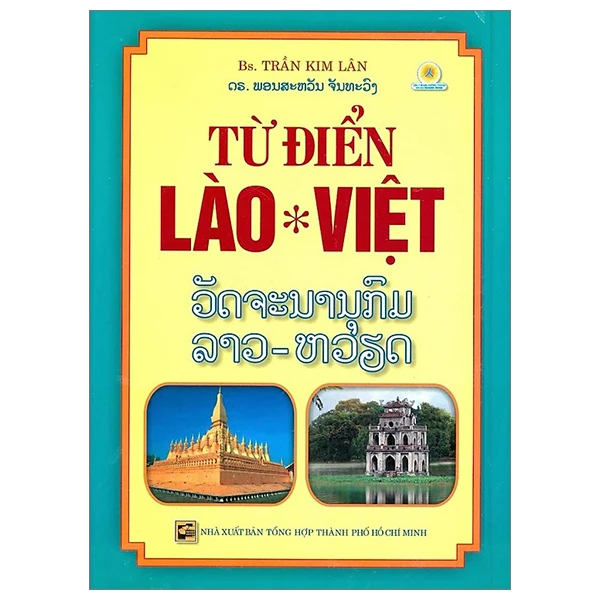 Bs. TRẦN KIM LÂN
ດຣ. ພອນສະຫວັນ ຈັນທະວົງ
TỪ ĐIỂN
LÀO * VIỆT
ວັດຈະນານຸກົມ
ລາວ - ຫວຽດ
NHÀ XUẤT BẢN TỔNG HỢP THÀNH PHỐ HỒ CHÍ MINH